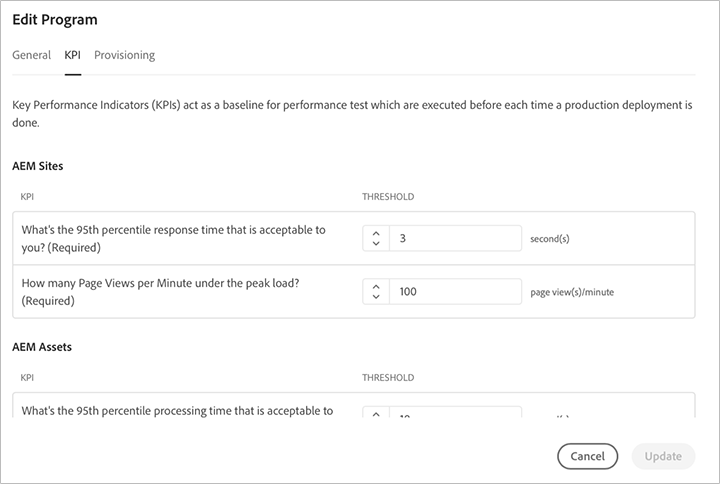 Edit Program
General KPI Provisioning
Key Performance Indicators (KPIs) act as a baseline for performance test which are executed before each time a production deployment is
done.
AEM Sites
KPI THRESHOLD
What's the 95th percentile response time that is acceptable to
you? (Required)
3 second(s)
How many Page Views per Minute under the peak load?
(Required)
100 page view(s)/minute
AEM Assets
KPI THRESHOLD
What's the 95th percentile processing time that is acceptable to
Cancel Update